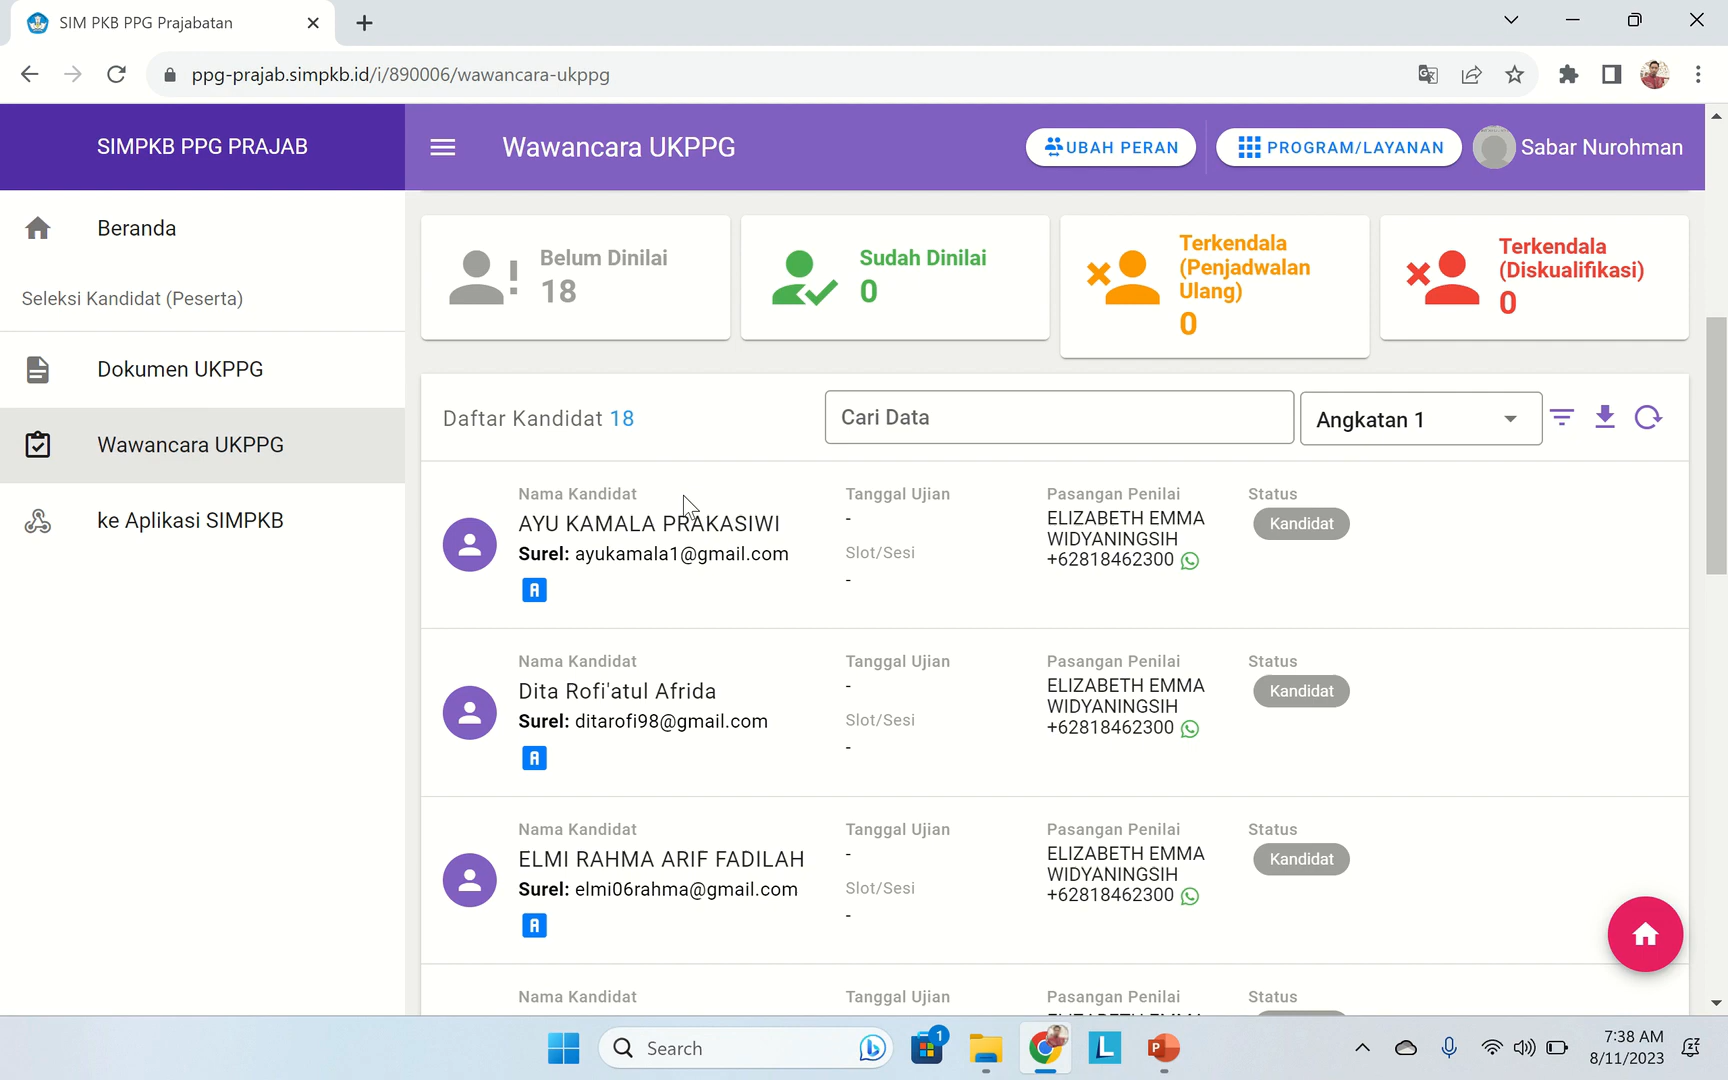 SIM PKB PPG Prajabatan
ppg-prajab.simpkb.id/i/890006/wawancara-ukppg
SIMPKB PPG PRAJAB
Wawancara UKPPG
UBAH PERAN
PROGRAM/LAYANAN
Sabar Nurohman
Beranda
Seleksi Kandidat (Peserta)
Dokumen UKPPG
Wawancara UKPPG
ke Aplikasi SIMPKB
Belum Dinilai
18
Sudah Dinilai
0
Terkendala
(Penjadwalan
Ulang)
0
Terkendala
(Diskualifikasi)
0
Daftar Kandidat 18
Cari Data
Angkatan 1
Nama Kandidat
AYU KAMALA PRAKASIWI
Surel: ayukamala1@gmail.com
A
Tanggal Ujian
-
Slot/Sesi
-
Pasangan Penilai
ELIZABETH EMMA
WIDYANINGSIH
+62818462300
Status
Kandidat
Nama Kandidat
Dita Rofi'atul Afrida
Surel: ditarofi98@gmail.com
A
Tanggal Ujian
-
Slot/Sesi
-
Pasangan Penilai
ELIZABETH EMMA
WIDYANINGSIH
+62818462300
Status
Kandidat
Nama Kandidat
ELMI RAHMA ARIF FADILAH
Surel: elmi06rahma@gmail.com
A
Tanggal Ujian
-
Slot/Sesi
-
Pasangan Penilai
ELIZABETH EMMA
WIDYANINGSIH
+62818462300
Status
Kandidat
Nama Kandidat
Tanggal Ujian
Pasangan Penilai
Status
Search
1
L
P
7:38 AM
8/11/2023